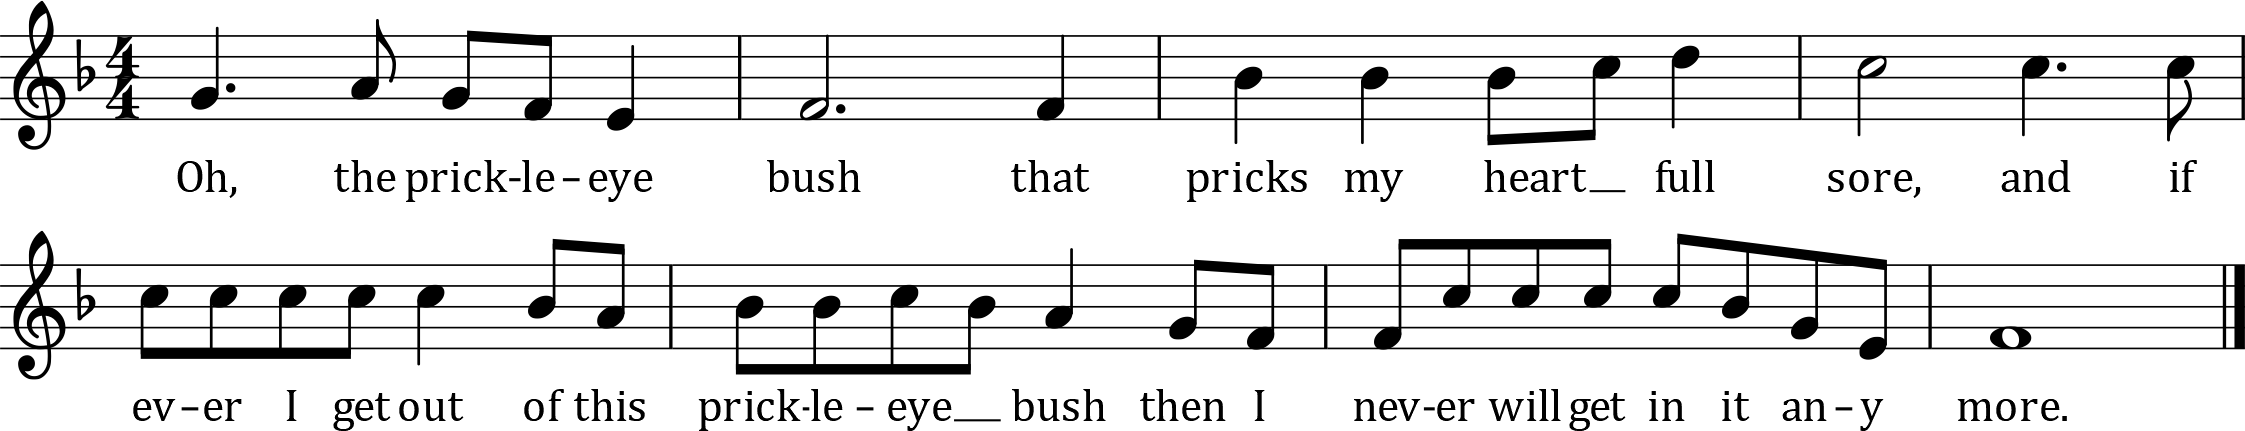 Oh, the prick-le–eye bush that pricks my heart__ full sore, and if
ev–er I get out of this prick-le – eye__ bush then I nev-er will get in it an–y more.